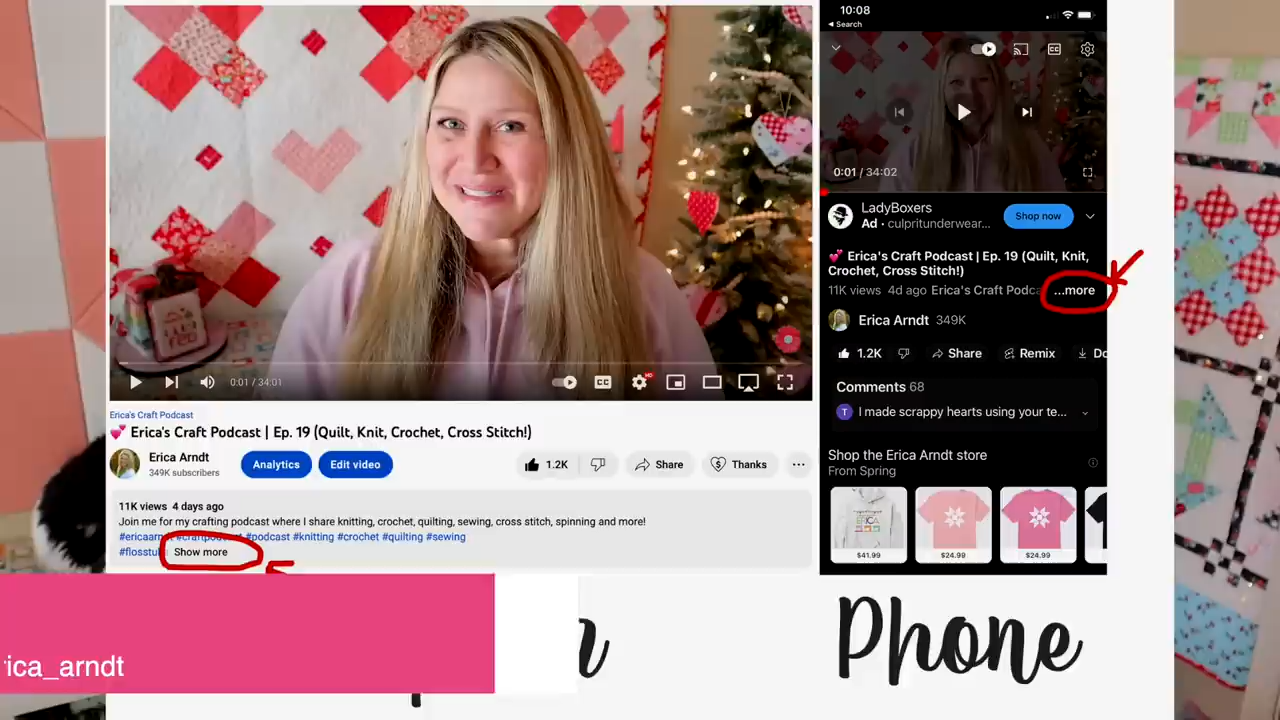 0:01 / 34:01
Erica's Craft Podcast
💕 Erica's Craft Podcast | Ep. 19 (Quilt, Knit, Crochet, Cross Stitch!)
Erica Arndt
349K subscribers
Analytics
Edit video
1.2K
Share
Thanks
11K views 4 days ago
Join me for my crafting podcast where I share knitting, crochet, quilting, sewing, cross stitch, spinning and more!
#podcast #knitting #crochet #quilting #sewing
Show more
rica_arndt
10:08
Search
CC
0:01 / 34:02
LadyBoxers
Ad · culpritunderwear...
Shop now
💕 Erica's Craft Podcast | Ep. 19 (Quilt, Knit,
Crochet, Cross Stitch!)
11K views 4d ago Erica's Craft Podca ...more
Erica Arndt 349K
1.2K Share Remix Do
Comments 68
T I made scrappy hearts using your te...
Shop the Erica Arndt store
From Spring
$41.99 $24.99 $24.99
Phone